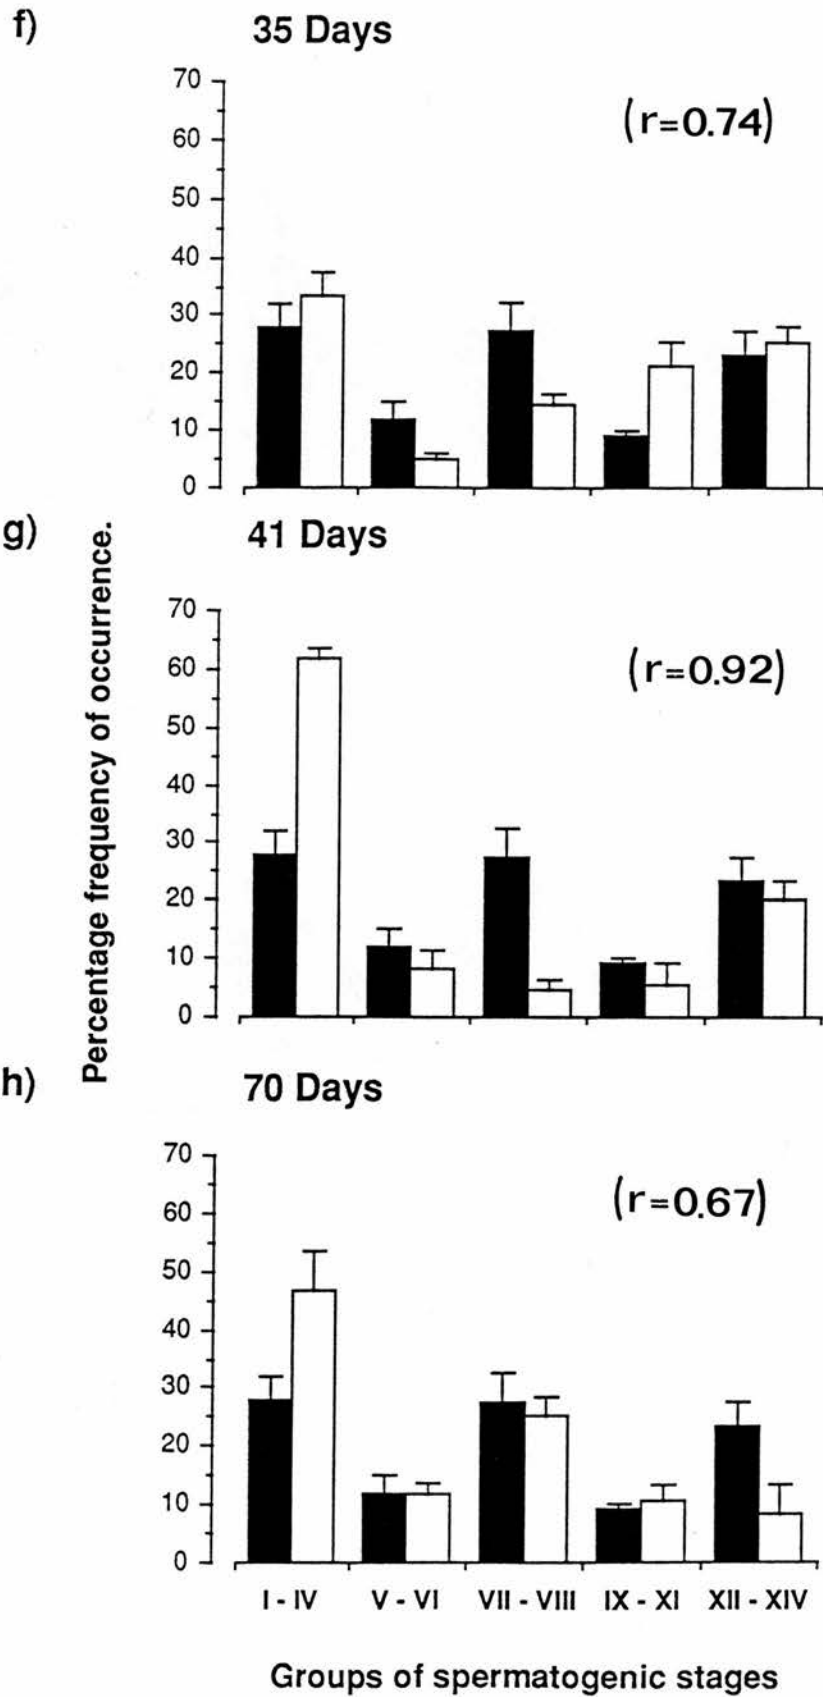 f)
35 Days
(r=0.74)
70
60
50
40
30
20
10
0
g)
41 Days
(r=0.92)
70
60
50
40
30
20
10
0
h)
70 Days
(r=0.67)
70
60
50
40
30
20
10
0
Percentage frequency of occurrence.
I - IV V - VI VII - VIII IX - XI XII - XIV
Groups of spermatogenic stages